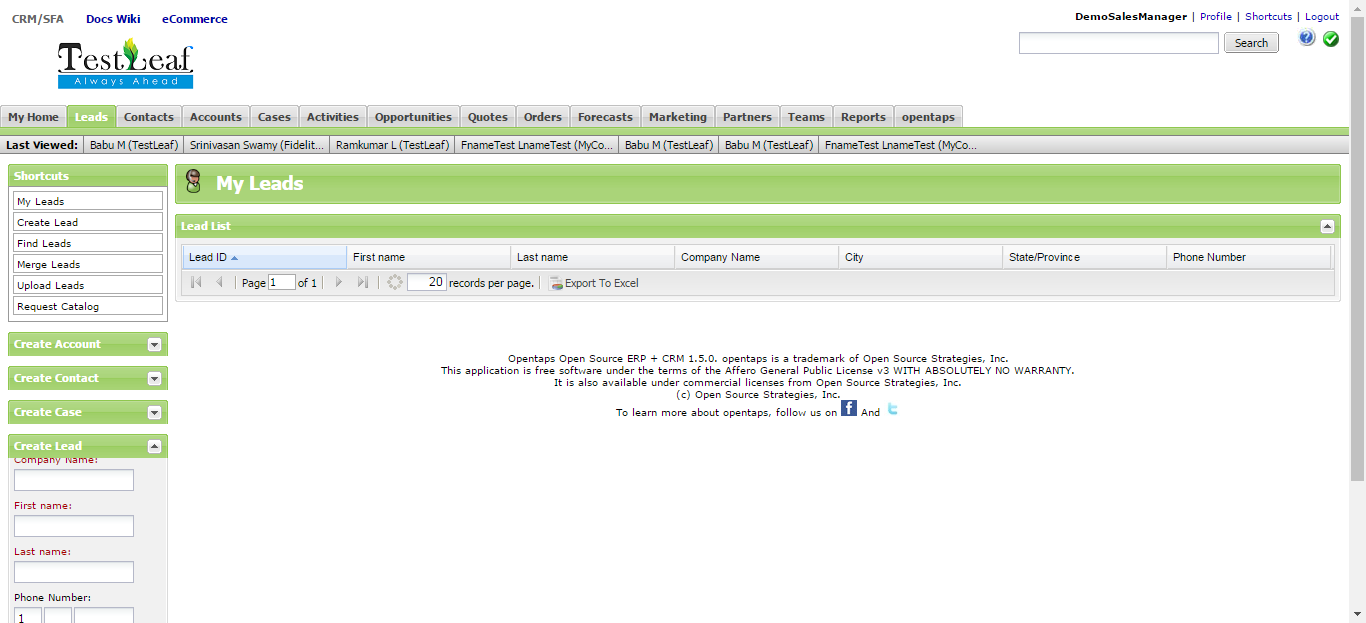 CRM/SFA Docs Wiki eCommerce
DemoSalesManager | Profile | Shortcuts | Logout
TestLeaf
Always Ahead
Search
My Home Leads Contacts Accounts Cases Activities Opportunities Quotes Orders Forecasts Marketing Partners Teams Reports opentaps
Last Viewed: Babu M (TestLeaf) Srinivasan Swamy (Fidelit... Ramkumar L (TestLeaf) FnameTest LnameTest (MyCo... Babu M (TestLeaf) Babu M (TestLeaf) FnameTest LnameTest (MyCo...
Shortcuts
My Leads
Create Lead
Find Leads
Merge Leads
Upload Leads
Request Catalog
Create Account
Create Contact
Create Case
Create Lead
Company Name:
First name:
Last name:
Phone Number:
1
My Leads
Lead List
Lead ID First name Last name Company Name City State/Province Phone Number
Page 1 of 1 20 records per page. Export To Excel
Opentaps Open Source ERP + CRM 1.5.0. opentaps is a trademark of Open Source Strategies, Inc.
This application is free software under the terms of the Affero General Public License v3 WITH ABSOLUTELY NO WARRANTY.
It is also available under commercial licenses from Open Source Strategies, Inc.
(c) Open Source Strategies, Inc.
To learn more about opentaps, follow us on f And t